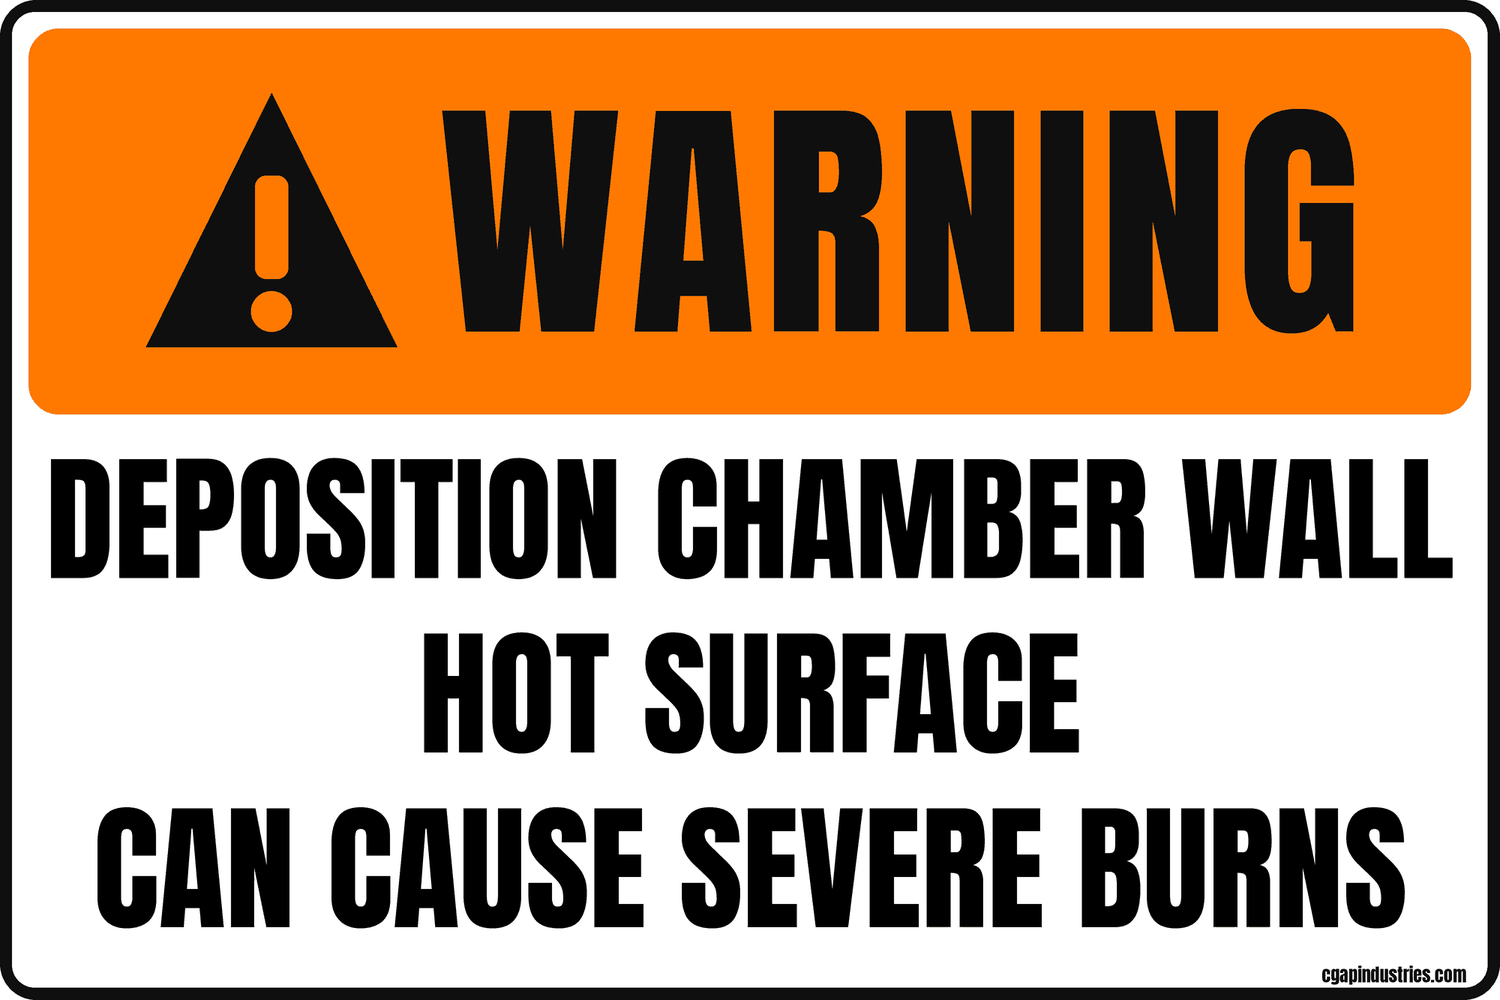 WARNING
DEPOSITION CHAMBER WALL
HOT SURFACE
CAN CAUSE SEVERE BURNS
cgapindustries.com